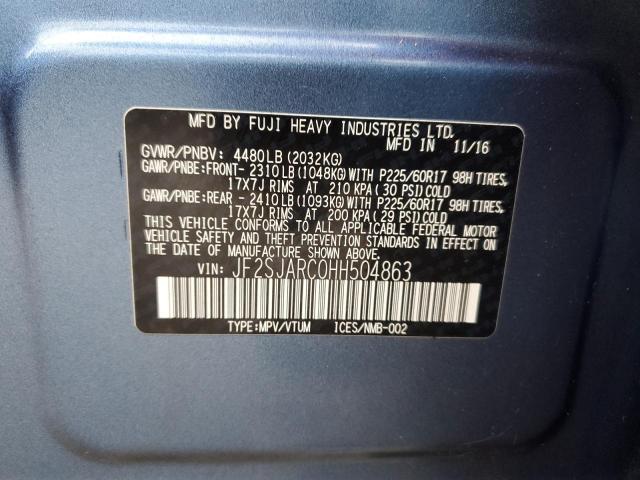 MFD BY FUJI HEAVY INDUSTRIES LTD.
MFD IN 11/16
GVWR/PNBV: 4480LB(2032KG)
GAWR/PNBE:FRONT- 2310LB(1048KG)WITH P225/60R17 98H TIRES,
17X7J RIMS AT 210 KPA(30 PSI)COLD
GAWR/PNBE:REAR - 2410LB(1093KG)WITH P225/60R17 98H TIRES,
17X7J RIMS AT 200 KPA(29 PSI)COLD
THIS VEHICLE CONFORMS TO ALL APPLICABLE FEDERAL MOTOR
VEHICLE SAFETY AND THEFT PREVENTION STANDARDS IN EFFECT ON
THE DATE OF MANUFACTURE SHOWN ABOVE.
VIN: JF2SJARC0HH504863
TYPE:MPV/VTUM ICES/NMB-002